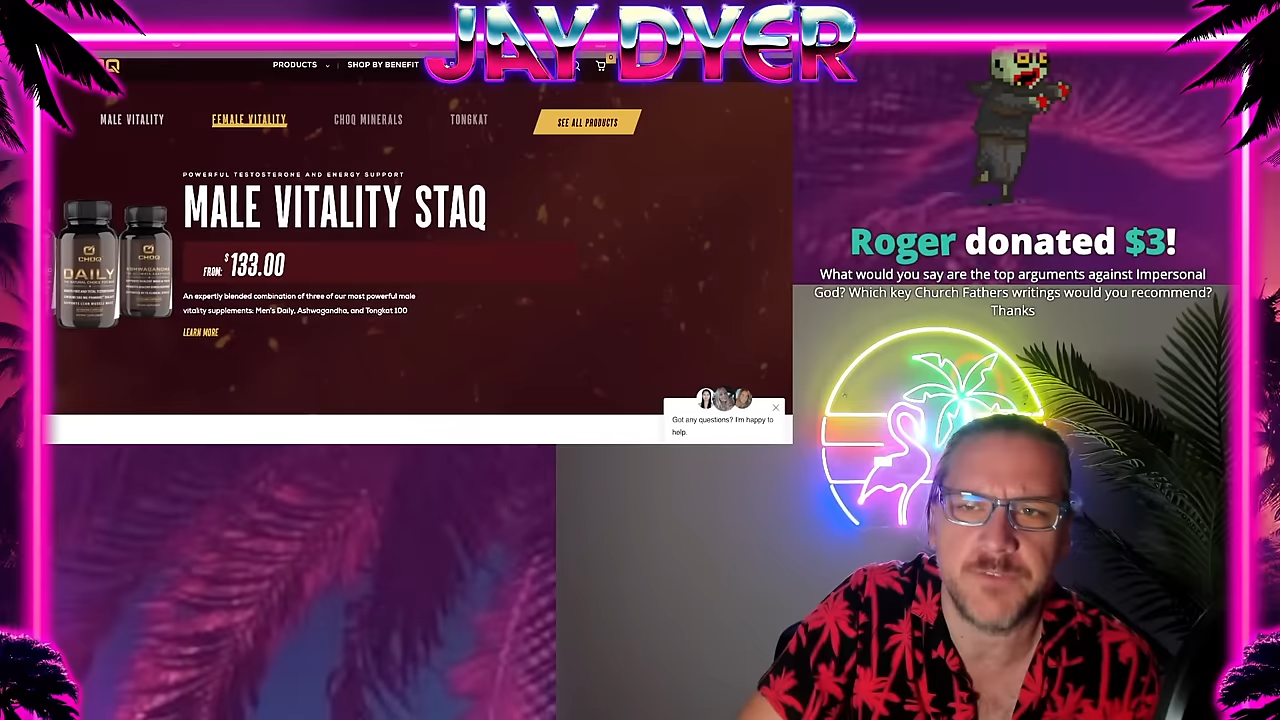 JAY DYER
PRODUCTS | SHOP BY BENEFIT
0
MALE VITALITY
FEMALE VITALITY
CHOQ MINERALS
TONGKAT
SEE ALL PRODUCTS
POWERFUL TESTOSTERONE AND ENERGY SUPPORT
MALE VITALITY STAQ
FROM: $133.00
An expertly blended combination of three of our most powerful male
vitality supplements: Men's Daily, Ashwagandha, and Tongkat 100
LEARN MORE
CHOQ
DAILY
CHOQ
ASHWAGANDHA
Got any questions? I'm happy to
help.
Roger donated $3!
What would you say are the top arguments against Impersonal
God? Which key Church Fathers writings would you recommend?
Thanks